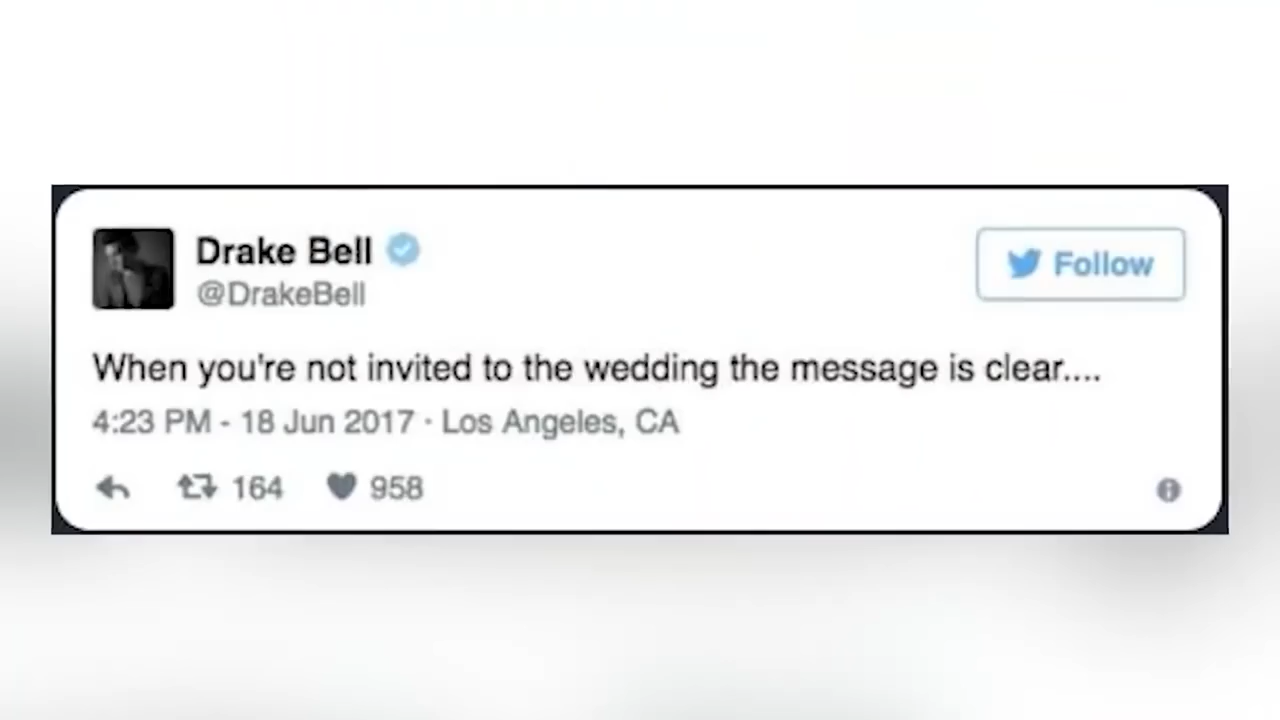 Drake Bell
@DrakeBell
Follow
When you're not invited to the wedding the message is clear....
4:23 PM - 18 Jun 2017 · Los Angeles, CA
164 958